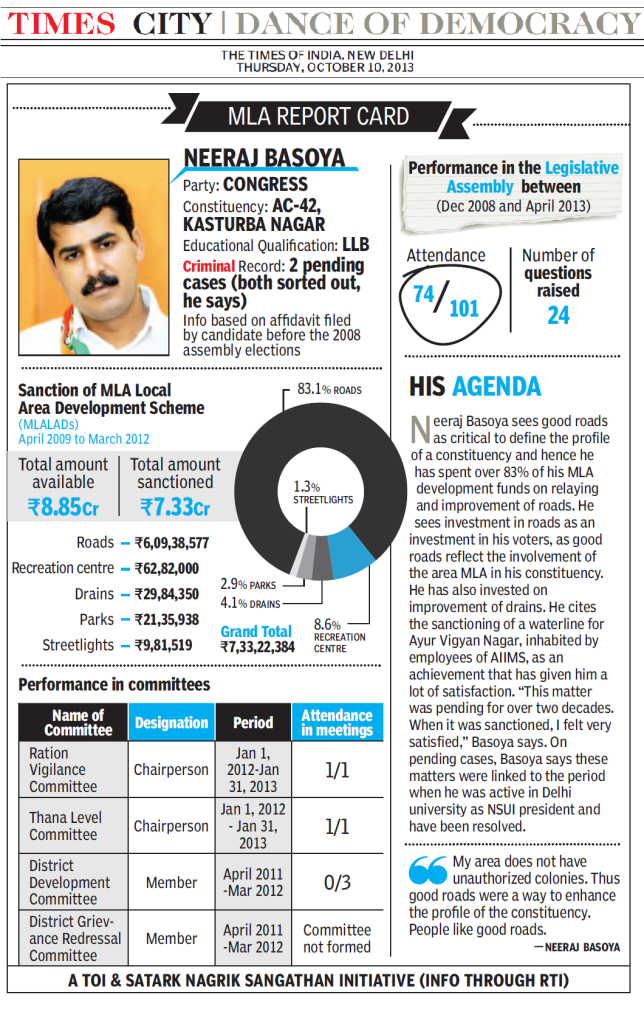 TIMES CITY | DANCE OF DEMOCRACY
THE TIMES OF INDIA, NEW DELHI
THURSDAY, OCTOBER 10, 2013
MLA REPORT CARD
NEERAJ BASOYA
Party: CONGRESS
Constituency: AC-42,
KASTURBA NAGAR
Educational Qualification: LLB
Criminal Record: 2 pending
cases (both sorted out,
he says)
Info based on affidavit filed
by candidate before the 2008
assembly elections
Performance in the Legislative
Assembly between
(Dec 2008 and April 2013)
Attendance
74/101
Number of
questions
raised
24
Sanction of MLA Local
Area Development Scheme
(MLALADs)
April 2009 to March 2012
Total amount
available
₹8.85Cr
Total amount
sanctioned
₹7.33Cr
Roads – ₹6,09,38,577
Recreation centre – ₹62,82,000
Drains – ₹29,84,350
Parks – ₹21,35,938
Streetlights – ₹9,81,519
83.1% ROADS
1.3%
STREETLIGHTS
2.9% PARKS
4.1% DRAINS
8.6%
RECREATION
CENTRE
Grand Total
₹7,33,22,384
HIS AGENDA
Neeraj Basoya sees good roads
as critical to define the profile
of a constituency and hence he
has spent over 83% of his MLA
development funds on relaying
and improvement of roads. He
sees investment in roads as an
investment in his voters, as good
roads reflect the involvement of
the area MLA in his constituency.
He has also invested on
improvement of drains. He cites
the sanctioning of a waterline for
Ayur Vigyan Nagar, inhabited by
employees of AIIMS, as an
achievement that has given him a
lot of satisfaction. “This matter
was pending for over two decades.
When it was sanctioned, I felt very
satisfied,” Basoya says. On
pending cases, Basoya says these
matters were linked to the period
when he was active in Delhi
university as NSUI president and
have been resolved.
“My area does not have
unauthorized colonies. Thus
good roads were a way to enhance
the profile of the constituency.
People like good roads.
—NEERAJ BASOYA
Performance in committees
Name of
Committee
Designation
Period
Attendance
in meetings
Ration
Vigilance
Committee
Chairperson
Jan 1,
2012-Jan
31, 2013
1/1
Thana Level
Committee
Chairperson
Jan 1, 2012
- Jan 31,
2013
1/1
District
Development
Committee
Member
April 2011
-Mar 2012
0/3
District Griev-
ance Redressal
Committee
Member
April 2011
-Mar 2012
Committee
not formed
A TOI & SATARK NAGRIK SANGATHAN INITIATIVE (INFO THROUGH RTI)